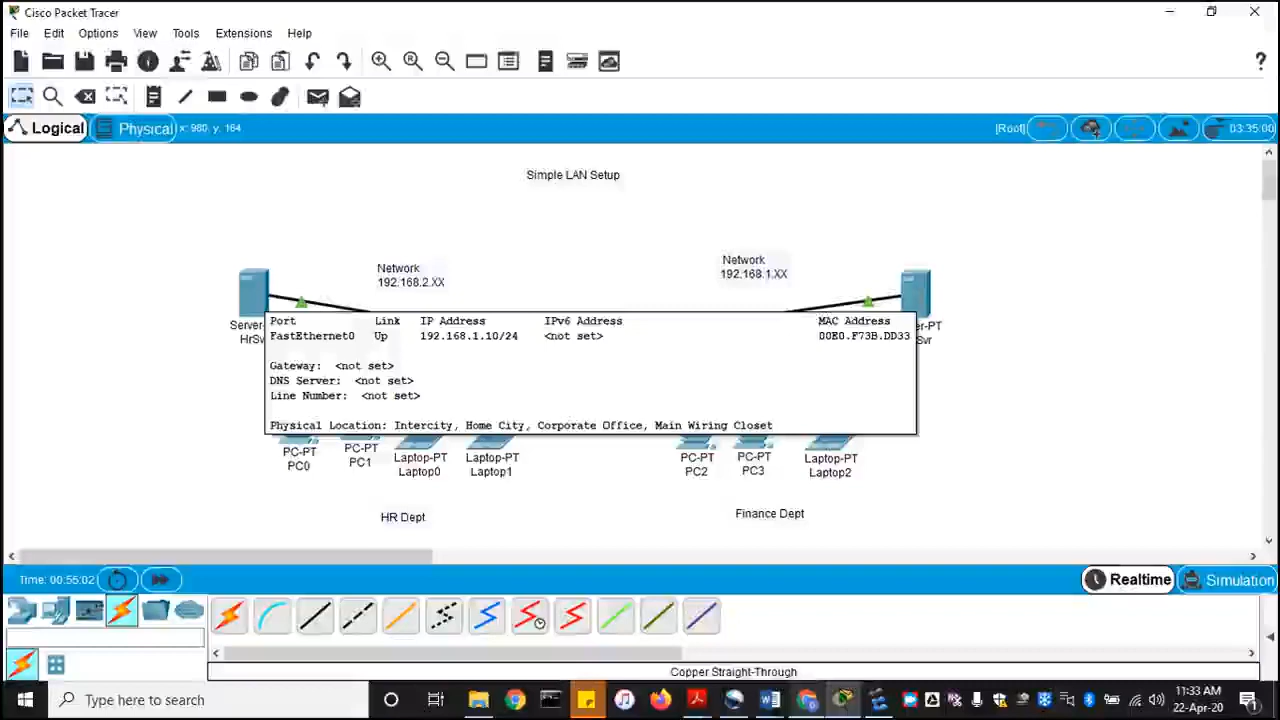 Cisco Packet Tracer
File Edit Options View Tools Extensions Help
Logical Physical x: 980, y: 164 [Root] 03:35:00
Simple LAN Setup
Network
192.168.2.XX
Network
192.168.1.XX
Server-
HrSv
er-PT
Svr
Port Link IP Address IPv6 Address MAC Address
FastEthernet0 Up 192.168.1.10/24 <not set> 00E0.F73B.DD33
Gateway: <not set>
DNS Server: <not set>
Line Number: <not set>
Physical Location: Intercity, Home City, Corporate Office, Main Wiring Closet
PC-PT
PC0
PC-PT
PC1
Laptop-PT
Laptop0
Laptop-PT
Laptop1
PC-PT
PC2
PC-PT
PC3
Laptop-PT
Laptop2
HR Dept
Finance Dept
Time: 00:55:02 Realtime Simulation
Copper Straight-Through
Type here to search
11:33 AM
22-Apr-20